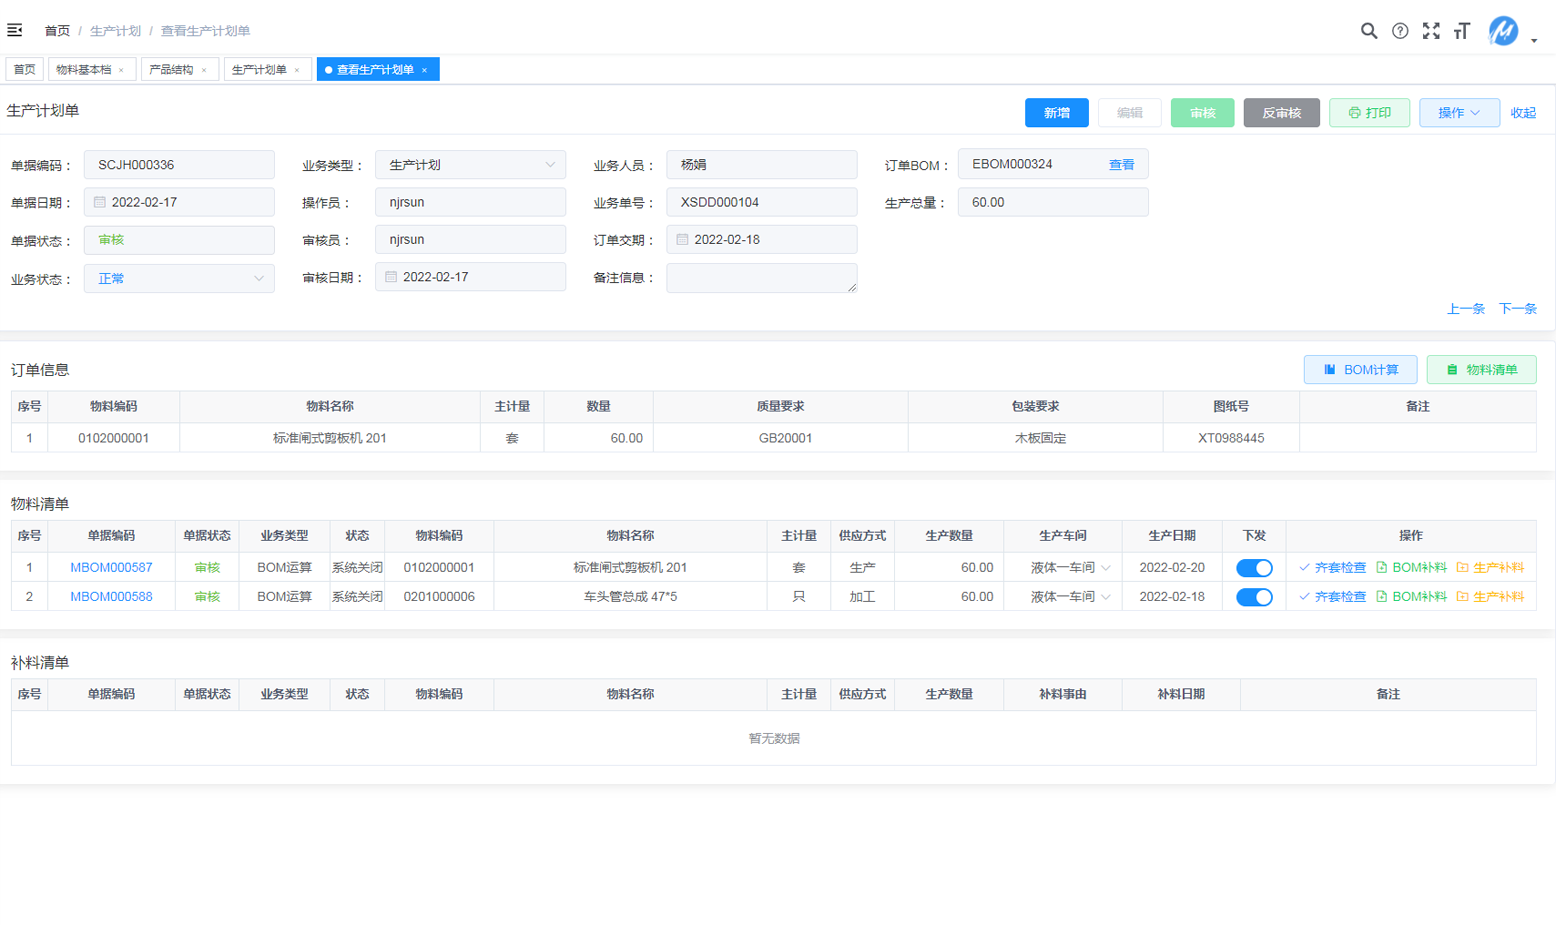 首页 / 生产计划 / 查看生产计划单
首页 物料基本档 × 产品结构 × 生产计划单 × 查看生产计划单 ×
生产计划单 新增 编辑 审核 反审核 打印 操作 收起
单据编码： SCJH000336 业务类型： 生产计划 业务人员： 杨娟 订单BOM： EBOM000324 查看
单据日期： 2022-02-17 操作员： njrsun 业务单号： XSDD000104 生产总量： 60.00
单据状态： 审核 审核员： njrsun 订单交期： 2022-02-18
业务状态： 正常 审核日期： 2022-02-17 备注信息：
上一条 下一条
订单信息 BOM计算 物料清单
序号 物料编码 物料名称 主计量 数量 质量要求 包装要求 图纸号 备注
1 0102000001 标准闸式剪板机 201 套 60.00 GB20001 木板固定 XT0988445
物料清单
序号 单据编码 单据状态 业务类型 状态 物料编码 物料名称 主计量 供应方式 生产数量 生产车间 生产日期 下发 操作
1 MBOM000587 审核 BOM运算 系统关闭 0102000001 标准闸式剪板机 201 套 生产 60.00 液体一车间 2022-02-20 齐套检查 BOM补料 生产补料
2 MBOM000588 审核 BOM运算 系统关闭 0201000006 车头管总成 47*5 只 加工 60.00 液体一车间 2022-02-18 齐套检查 BOM补料 生产补料
补料清单
序号 单据编码 单据状态 业务类型 状态 物料编码 物料名称 主计量 供应方式 生产数量 补料事由 补料日期 备注
暂无数据